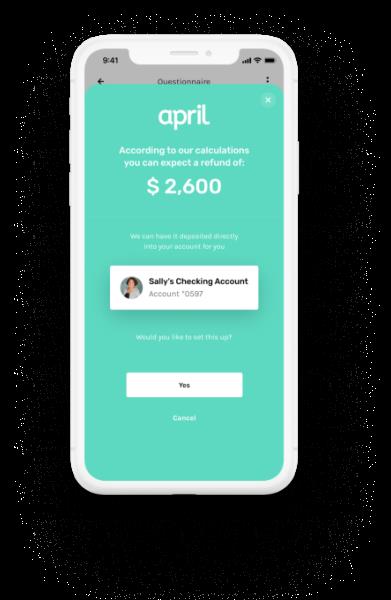 9:41
Questionnaire
april
According to our calculations
you can expect a refund of:
$ 2,600
We can have it deposited directly
into your account for you
Sally's Checking Account
Account *0597
Would you like to set this up?
Yes
Cancel